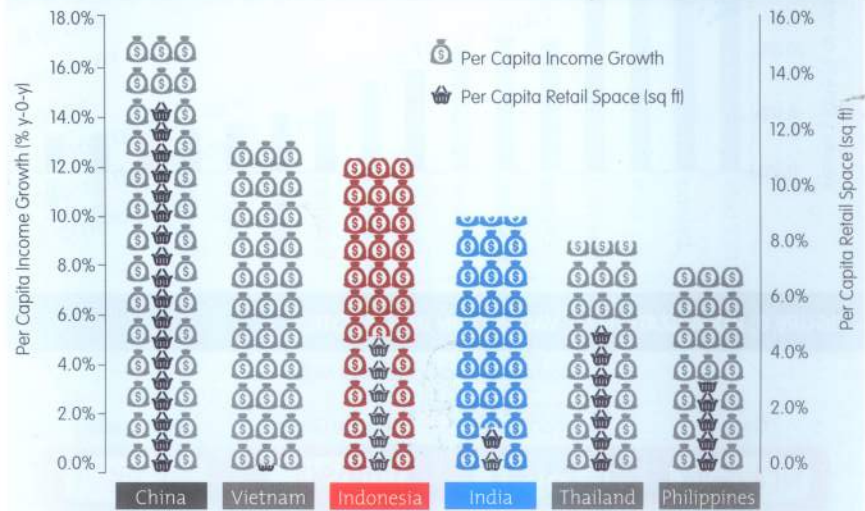 18.0%
16.0%
14.0%
12.0%
10.0%
8.0%
6.0%
4.0%
2.0%
0.0%
Per Capita Income Growth (% y-0-y)
Per Capita Income Growth
Per Capita Retail Space (sq ft)
16.0%
14.0%
12.0%
10.0%
8.0%
6.0%
4.0%
2.0%
0.0%
Per Capita Retail Space (sq ft)
China
Vietnam
Indonesia
India
Thailand
Philippines